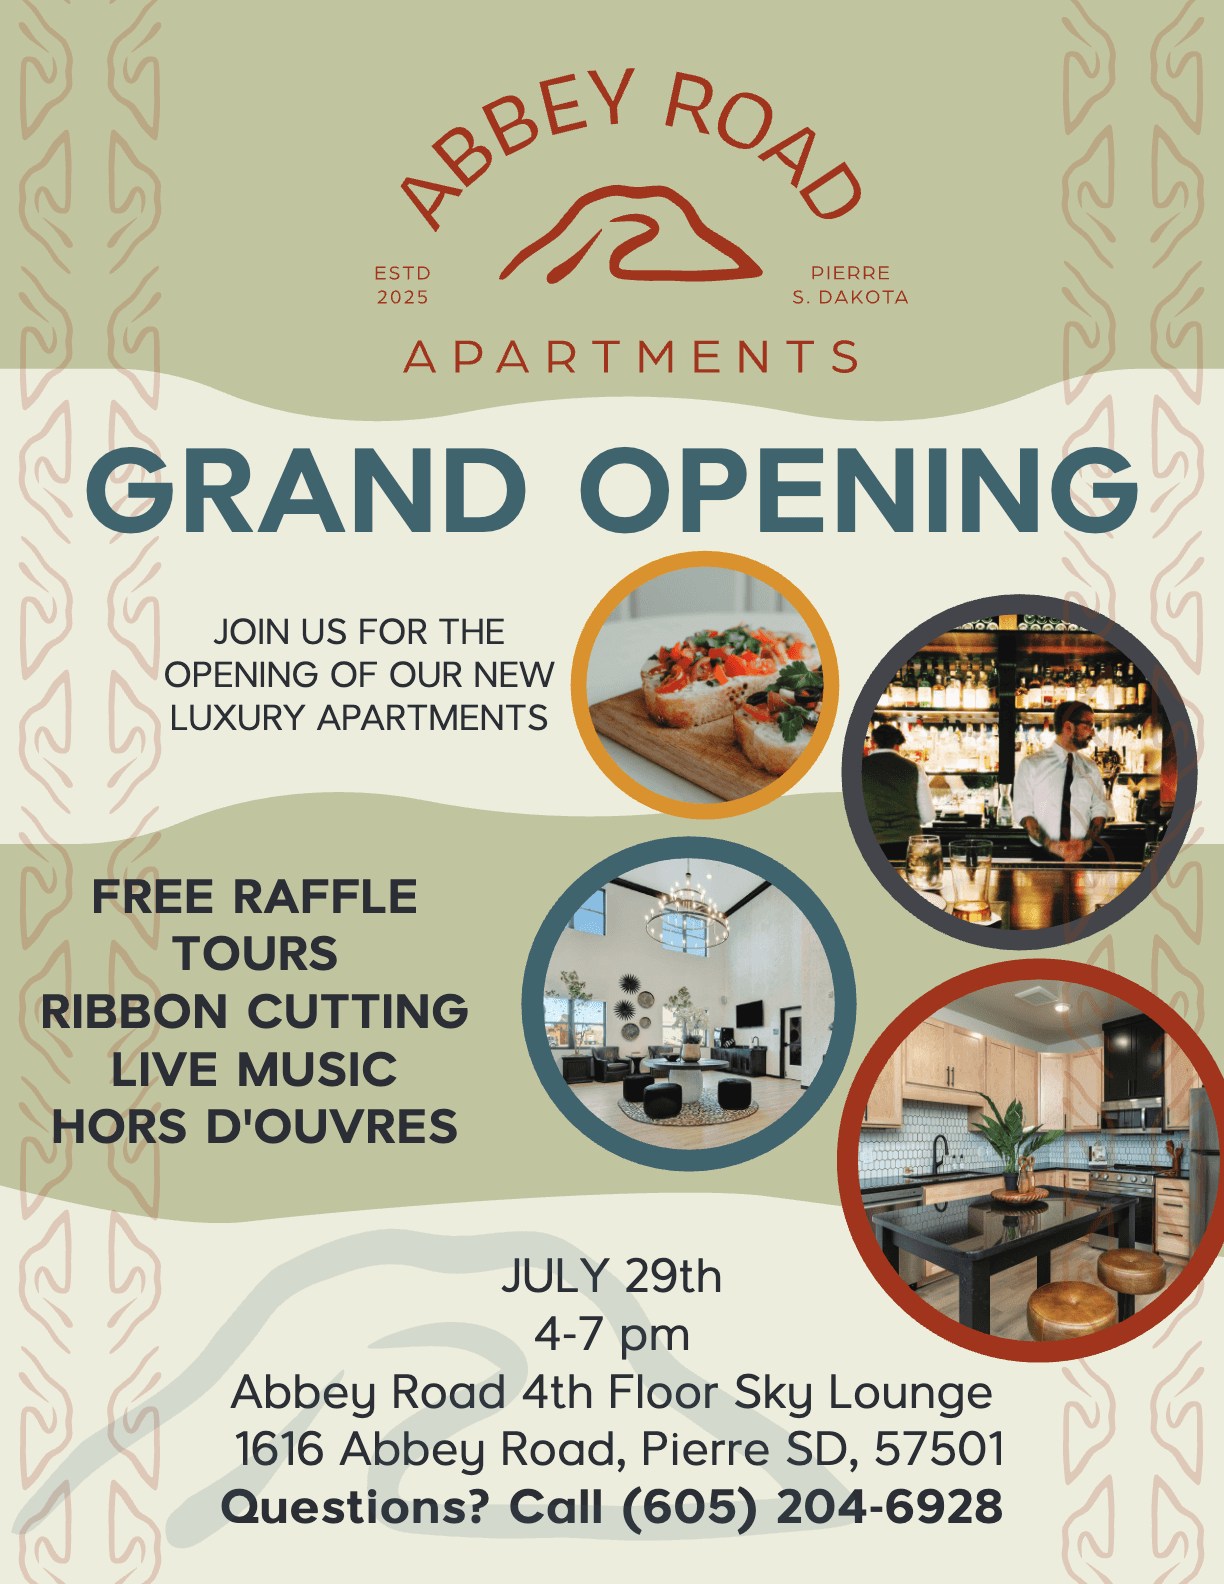 ABBEY ROAD
ESTD
2025
PIERRE
S. DAKOTA
APARTMENTS
GRAND OPENING
JOIN US FOR THE
OPENING OF OUR NEW
LUXURY APARTMENTS
FREE RAFFLE
TOURS
RIBBON CUTTING
LIVE MUSIC
HORS D'OUVRES
JULY 29th
4-7 pm
Abbey Road 4th Floor Sky Lounge
1616 Abbey Road, Pierre SD, 57501
Questions? Call (605) 204-6928